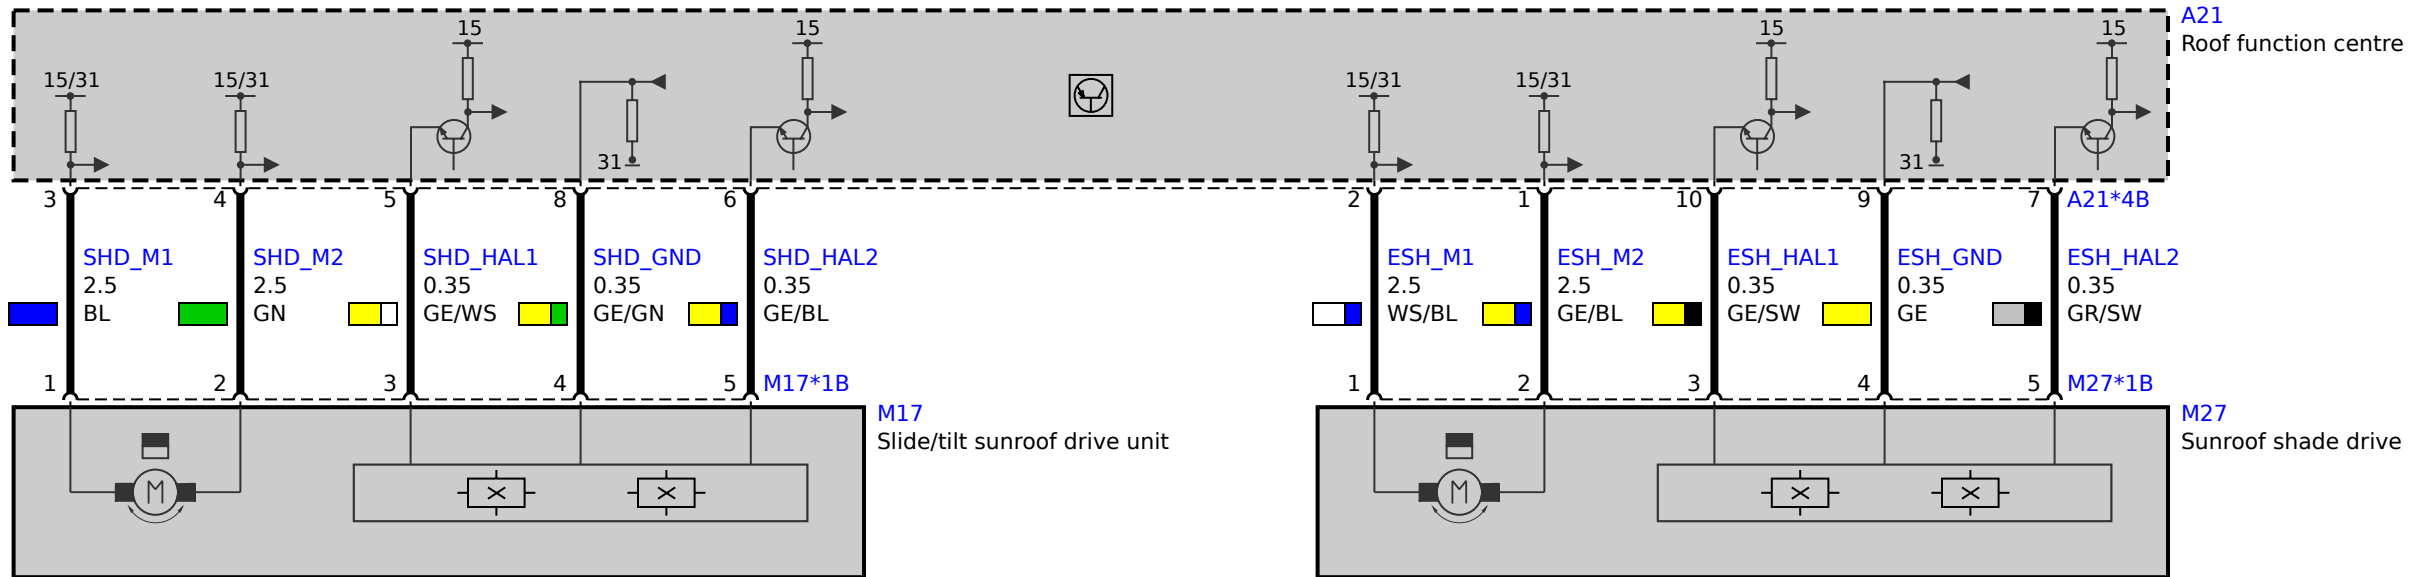 A21
Roof function centre
15 15 15 15
15/31 15/31 15/31 15/31
31 31
3 4 5 8 6 2 1 10 9 7 A21*4B
SHD_M1 SHD_M2 SHD_HAL1 SHD_GND SHD_HAL2 ESH_M1 ESH_M2 ESH_HAL1 ESH_GND ESH_HAL2
2.5 2.5 0.35 0.35 0.35 2.5 2.5 0.35 0.35 0.35
BL GN GE/WS GE/GN GE/BL WS/BL GE/BL GE/SW GE GR/SW
1 2 3 4 5 M17*1B 1 2 3 4 5 M27*1B
M17
Slide/tilt sunroof drive unit
M27
Sunroof shade drive
M M